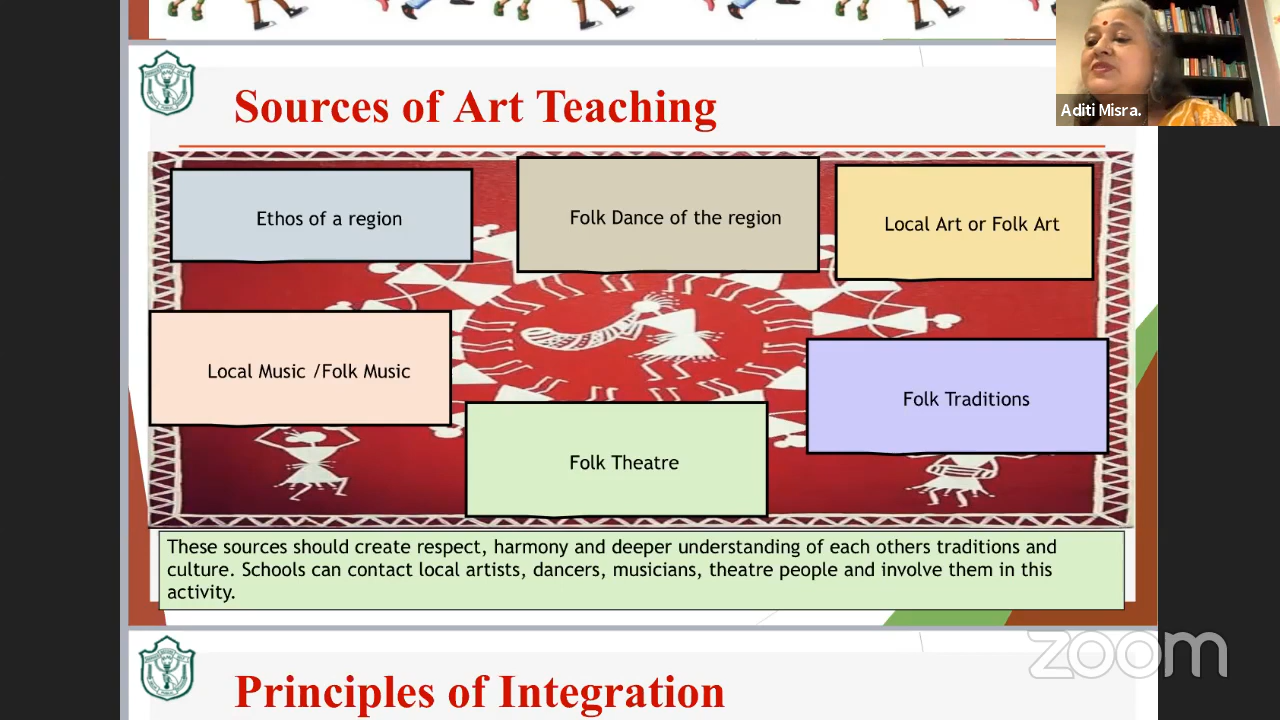 Aditi Misra.
Sources of Art Teaching
Ethos of a region
Folk Dance of the region
Local Art or Folk Art
Local Music /Folk Music
Folk Traditions
Folk Theatre
These sources should create respect, harmony and deeper understanding of each others traditions and
culture. Schools can contact local artists, dancers, musicians, theatre people and involve them in this
activity.
zoom
Principles of Integration